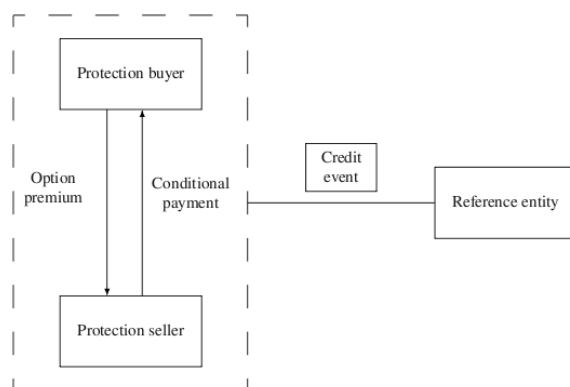 Protection buyer
Option
premium
Conditional
payment
Protection seller
Credit
event
Reference entity